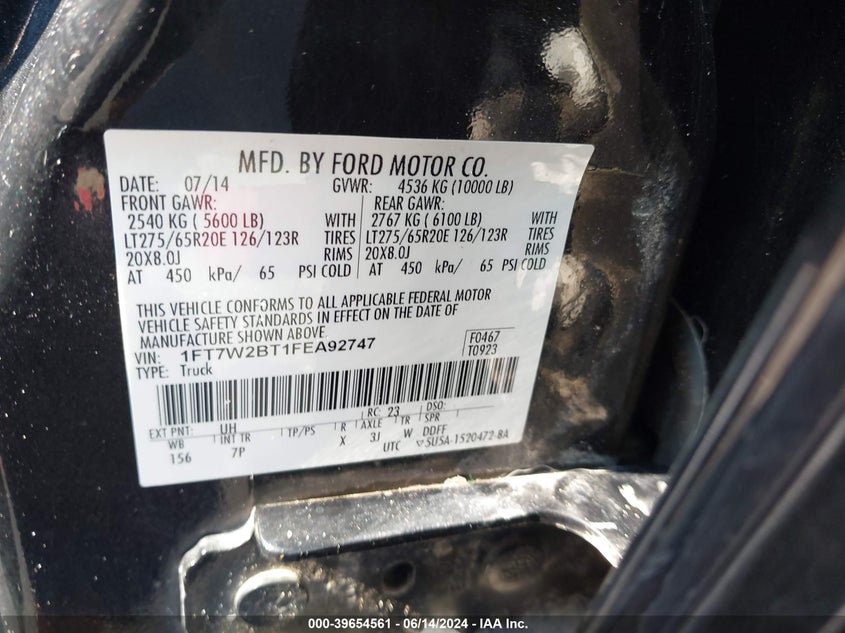 MFD. BY FORD MOTOR CO.
DATE: 07/14 GVWR: 4536 KG (10000 LB)
FRONT GAWR: REAR GAWR:
2540 KG ( 5600 LB) WITH 2767 KG ( 6100 LB) WITH
LT275/65R20E 126/123R TIRES LT275/65R20E 126/123R TIRES
20X8.0J RIMS 20X8.0J RIMS
AT 450 kPa/ 65 PSI COLD AT 450 kPa/ 65 PSI COLD
THIS VEHICLE CONFORMS TO ALL APPLICABLE FEDERAL MOTOR
VEHICLE SAFETY STANDARDS IN EFFECT ON THE DATE OF
MANUFACTURE SHOWN ABOVE.
VIN: 1FT7W2BT1FEA92747 F0467
TYPE: Truck T0923
EXT PNT: UH RC: 23 DSO:
WB INT TR TP/PS R AXLE TR SPR
156 7P X 3J W DDFF
UTC 5U5A-1520472-BA
000-39654561 / 06/14/2024 - IAA Inc.